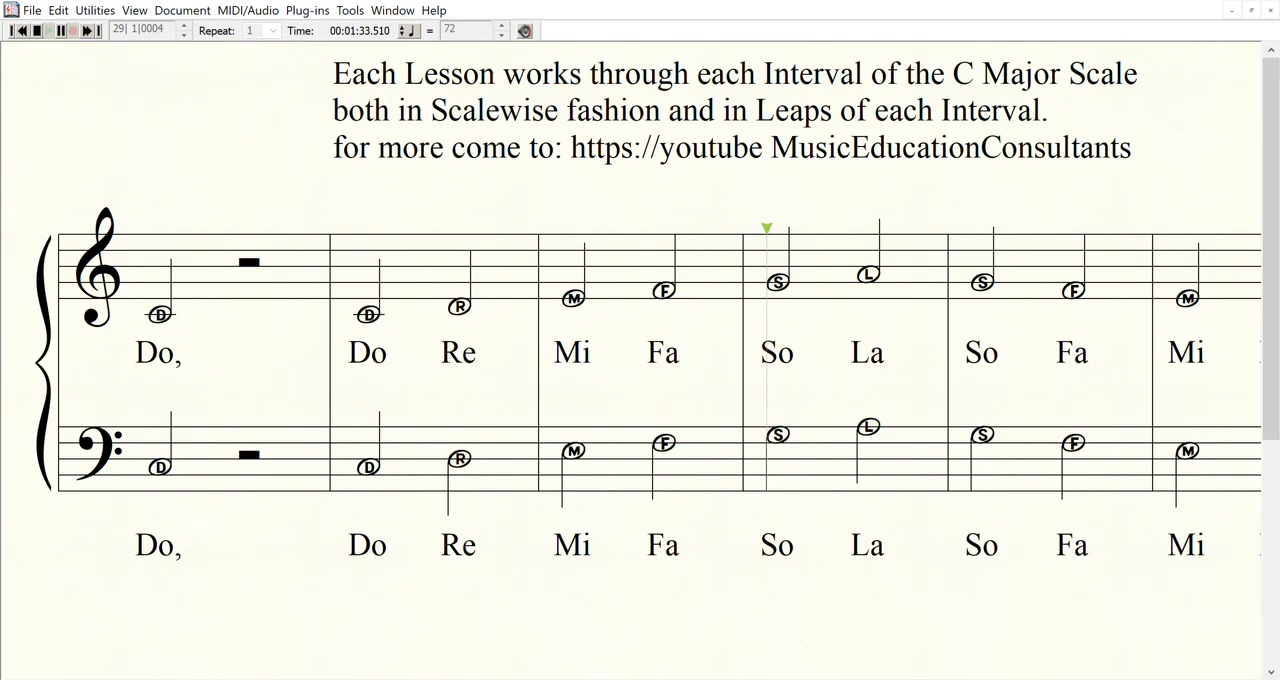 File Edit Utilities View Document MIDI/Audio Plug-ins Tools Window Help
29| 1|0004 Repeat: 1 Time: 00:01:33.510 = 72
Each Lesson works through each Interval of the C Major Scale
both in Scalewise fashion and in Leaps of each Interval.
for more come to: https://youtube MusicEducationConsultants
D D R M F S L S F M
Do, Do Re Mi Fa So La So Fa Mi
D D R M F S L S F M
Do, Do Re Mi Fa So La So Fa Mi